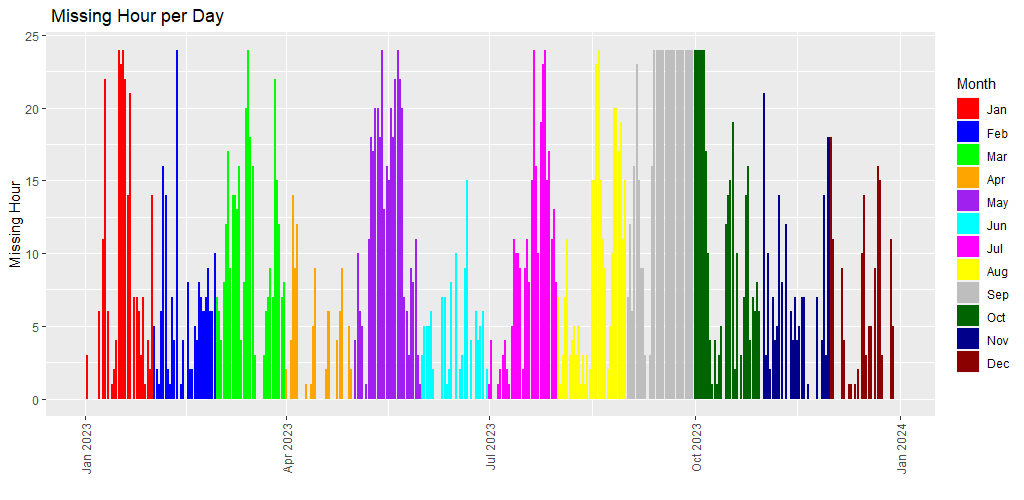 Missing Hour per Day
Missing Hour
25
20
15
10
5
0
Jan 2023
Apr 2023
Jul 2023
Oct 2023
Jan 2024
Month
Jan
Feb
Mar
Apr
May
Jun
Jul
Aug
Sep
Oct
Nov
Dec